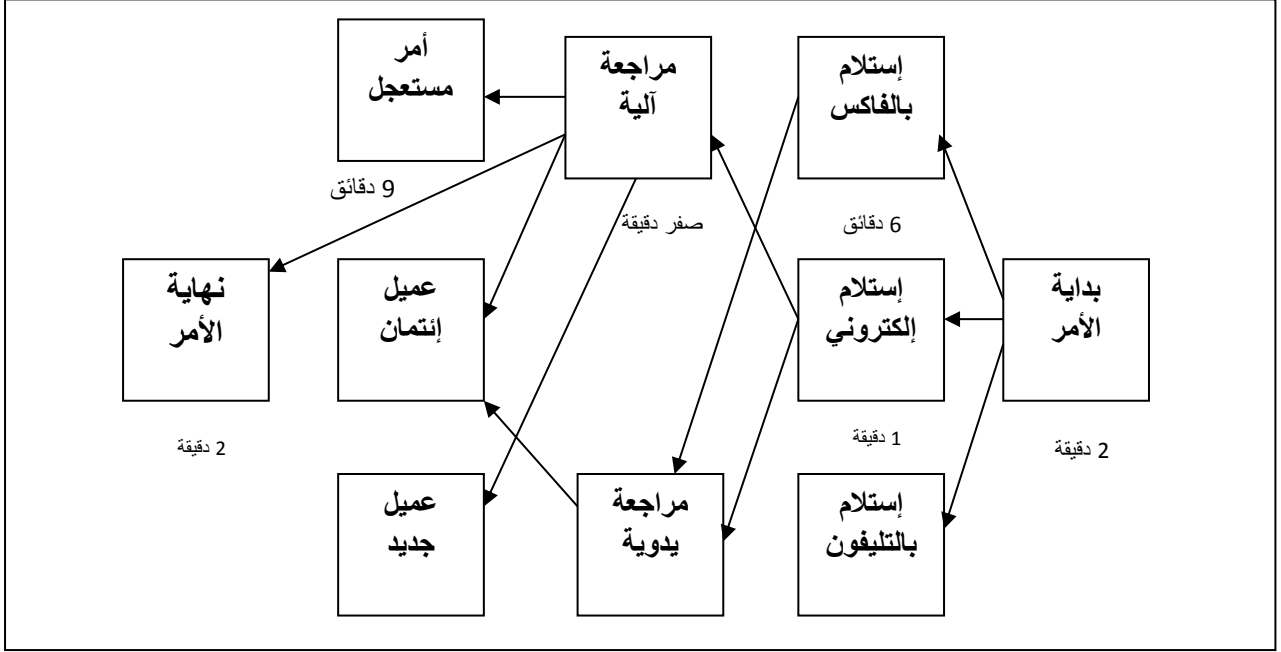 أمر
مستعجل
مراجعة
آلية
إستلام
بالفاكس
9 دقائق
صفر دقيقة
6 دقائق
نهاية
الأمر
عميل
إئتمان
إستلام
إلكتروني
بداية
الأمر
2 دقيقة
1 دقيقة
2 دقيقة
عميل
جديد
مراجعة
يدوية
إستلام
بالتليفون